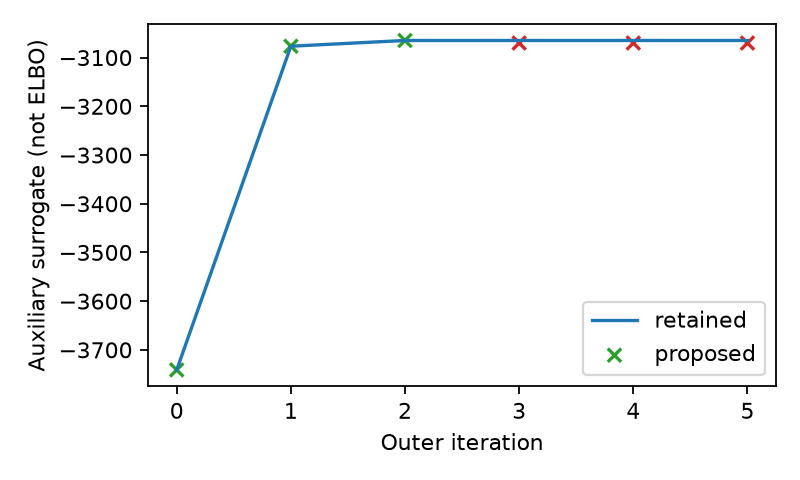 Auxiliary surrogate (not ELBO)
−3100
−3200
−3300
−3400
−3500
−3600
−3700
retained
proposed
0 1 2 3 4 5
Outer iteration